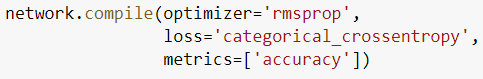 network.compile(optimizer='rmsprop',
                loss='categorical_crossentropy',
                metrics=['accuracy'])